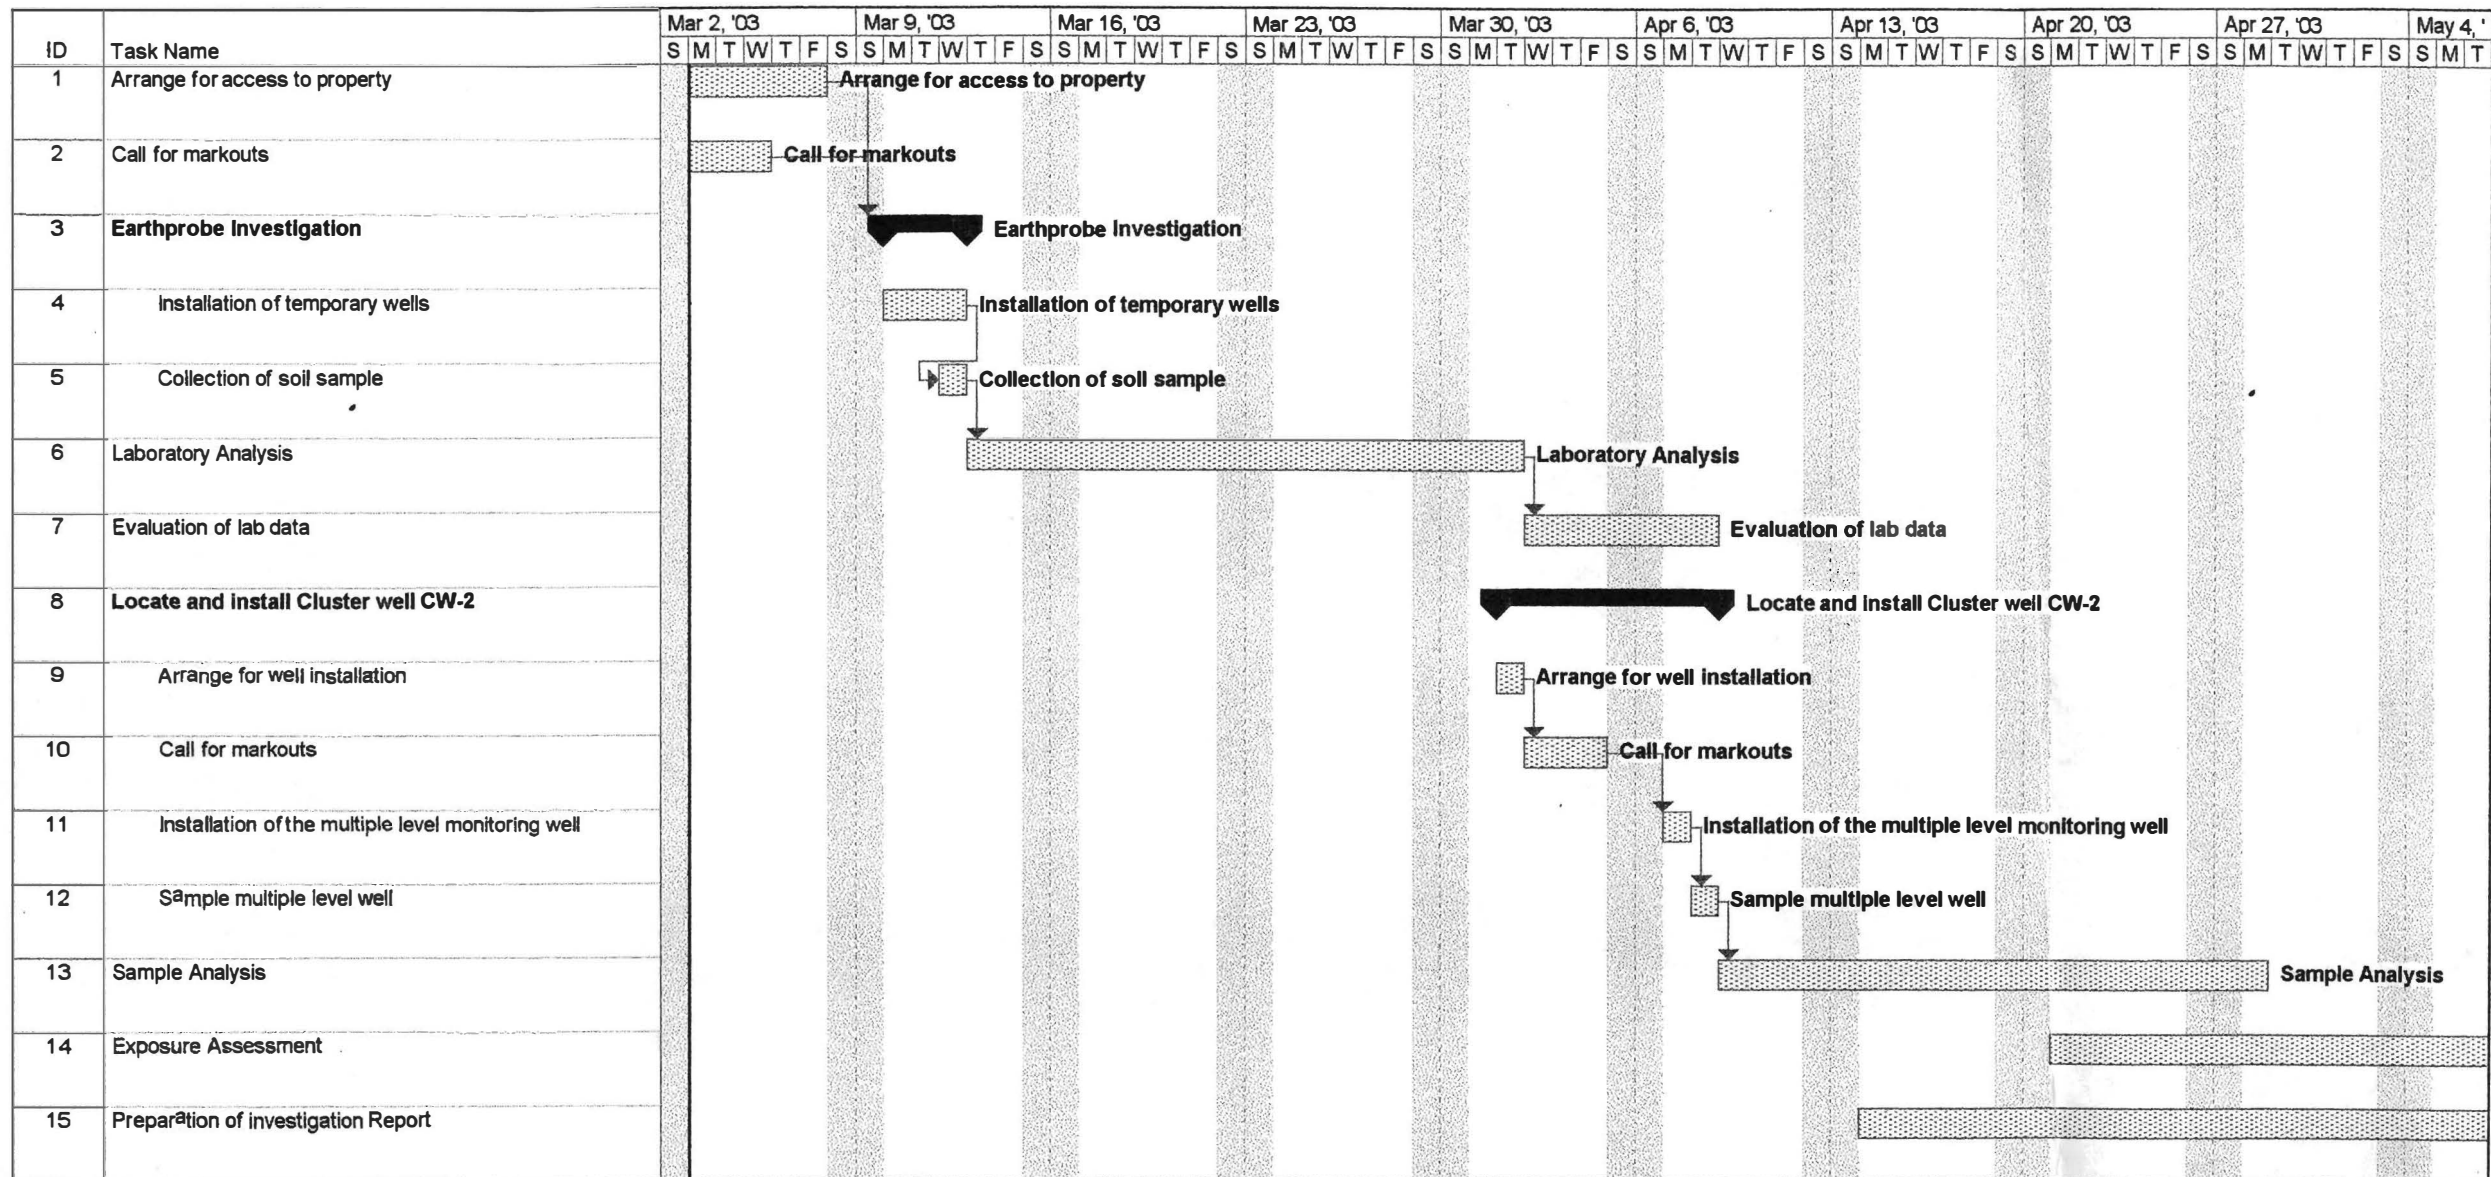 Mar 2, '03 Mar 9, '03 Mar 16, '03 Mar 23, '03 Mar 30, '03 Apr 6, '03 Apr 13, '03 Apr 20, '03 Apr 27, '03 May 4, '
ID Task Name S M T W T F S S M T W T F S S M T W T F S S M T W T F S S M T W T F S S M T W T F S S M T W T F S S M T W T F S S M T W T F S S M T
1 Arrange for access to property Arrange for access to property
2 Call for markouts Call for markouts
3 Earthprobe Investigation Earthprobe Investigation
4 Installation of temporary wells Installation of temporary wells
5 Collection of soil sample Collection of soil sample
6 Laboratory Analysis Laboratory Analysis
7 Evaluation of lab data Evaluation of lab data
8 Locate and install Cluster well CW-2 Locate and install Cluster well CW-2
9 Arrange for well installation Arrange for well installation
10 Call for markouts Call for markouts
11 Installation of the multiple level monitoring well Installation of the multiple level monitoring well
12 Sample multiple level well Sample multiple level well
13 Sample Analysis Sample Analysis
14 Exposure Assessment
15 Preparation of investigation Report